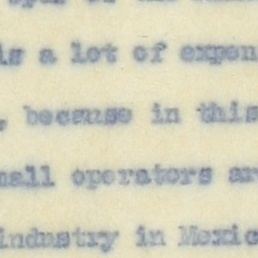 is a lot of expen
, because in this
mall operators ar
industry in Mexic